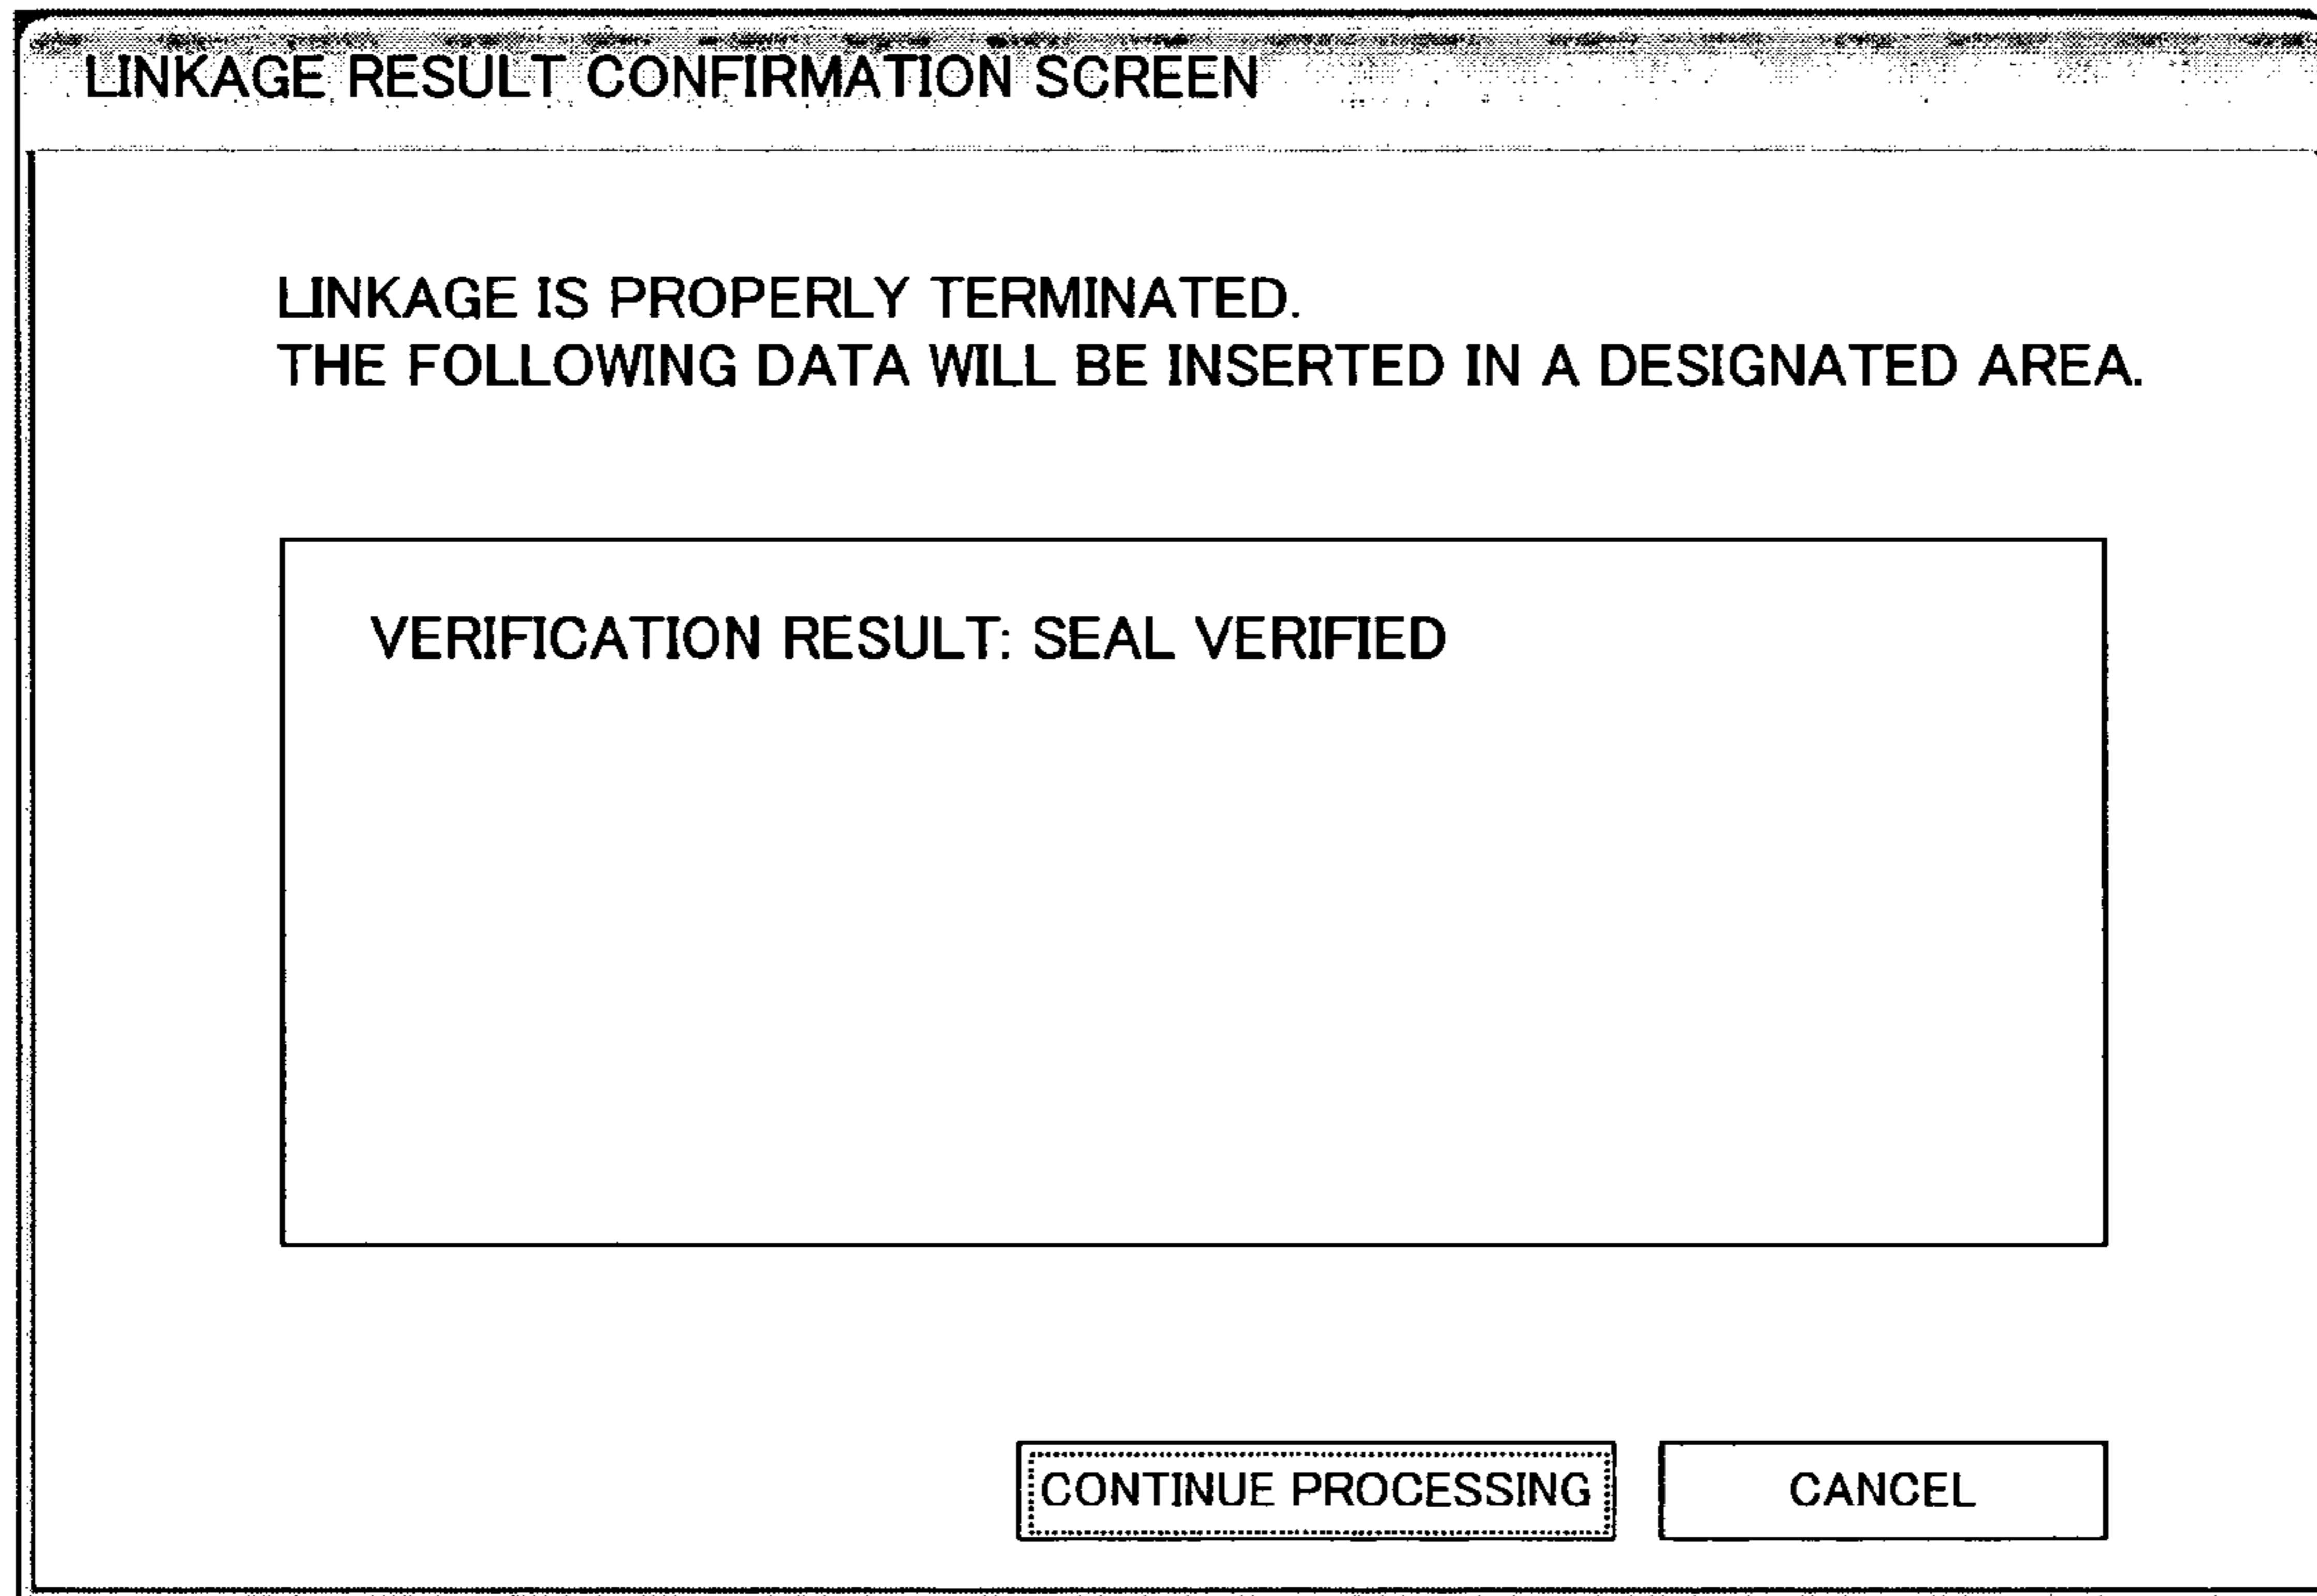 LINKAGE RESULT CONFIRMATION SCREEN
LINKAGE IS PROPERLY TERMINATED.
THE FOLLOWING DATA WILL BE INSERTED IN A DESIGNATED AREA.
VERIFICATION RESULT: SEAL VERIFIED
CONTINUE PROCESSING
CANCEL